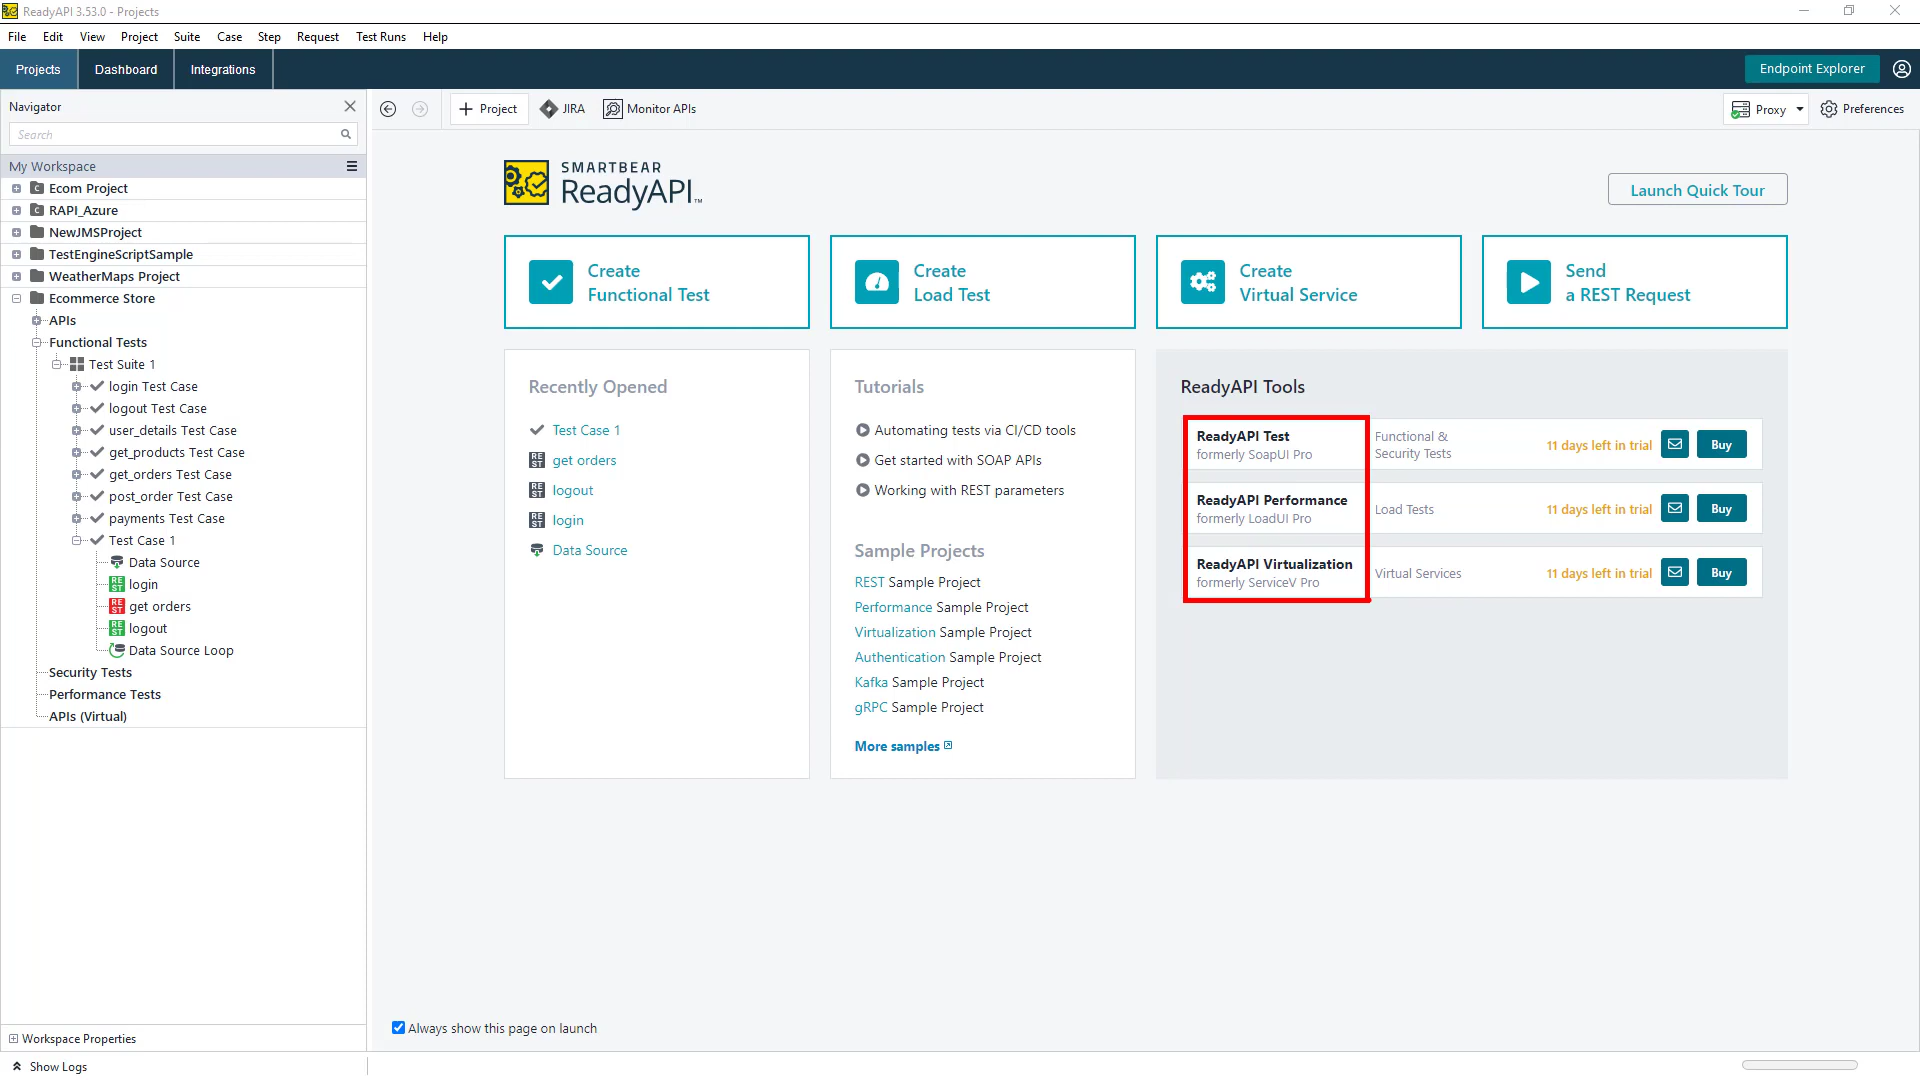 ReadyAPI 3.53.0 - Projects
File Edit View Project Suite Case Step Request Test Runs Help
Projects Dashboard Integrations Endpoint Explorer
Navigator
Search
My Workspace
Ecom Project
RAPI_Azure
NewJMSProject
TestEngineScriptSample
WeatherMaps Project
Ecommerce Store
APIs
Functional Tests
Test Suite 1
login Test Case
logout Test Case
user_details Test Case
get_products Test Case
get_orders Test Case
post_order Test Case
payments Test Case
Test Case 1
Data Source
login
get orders
logout
Data Source Loop
Security Tests
Performance Tests
APIs (Virtual)
Workspace Properties
Show Logs
Project JIRA Monitor APIs Proxy Preferences
SMARTBEAR
ReadyAPI™
Launch Quick Tour
Create
Functional Test
Create
Load Test
Create
Virtual Service
Send
a REST Request
Recently Opened
Test Case 1
get orders
logout
login
Data Source
Tutorials
Automating tests via CI/CD tools
Get started with SOAP APIs
Working with REST parameters
Sample Projects
REST Sample Project
Performance Sample Project
Virtualization Sample Project
Authentication Sample Project
Kafka Sample Project
gRPC Sample Project
More samples
ReadyAPI Tools
ReadyAPI Test
formerly SoapUI Pro
Functional &
Security Tests
11 days left in trial Buy
ReadyAPI Performance
formerly LoadUI Pro
Load Tests
11 days left in trial Buy
ReadyAPI Virtualization
formerly ServiceV Pro
Virtual Services
11 days left in trial Buy
Always show this page on launch